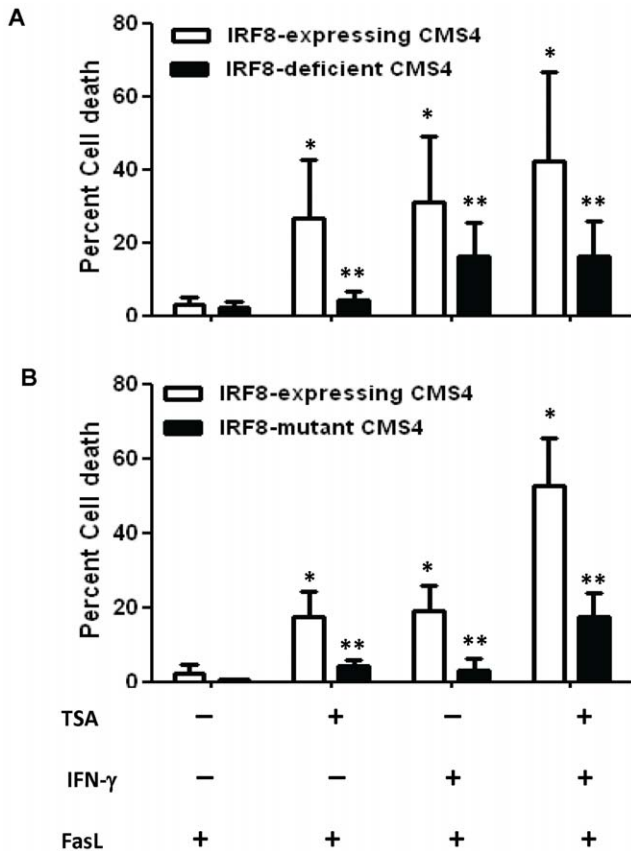 A
Percent Cell death
80
60
40
20
0
IRF8-expressing CMS4
IRF8-deficient CMS4
* ** * ** * **
B
Percent Cell death
80
60
40
20
0
IRF8-expressing CMS4
IRF8-mutant CMS4
* ** * ** * **
TSA − + − +
IFN-γ − − + +
FasL + + + +